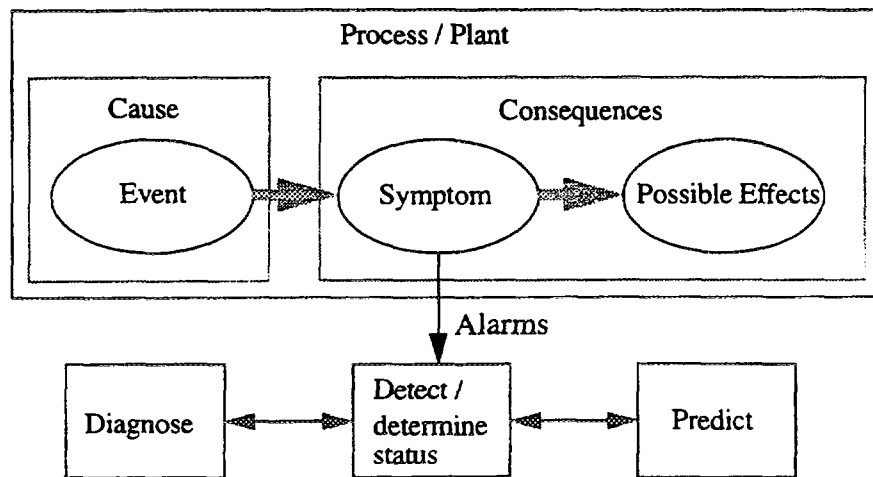 Process / Plant
Cause
Consequences
Event
Symptom
Possible Effects
Alarms
Diagnose
Detect /
determine
status
Predict